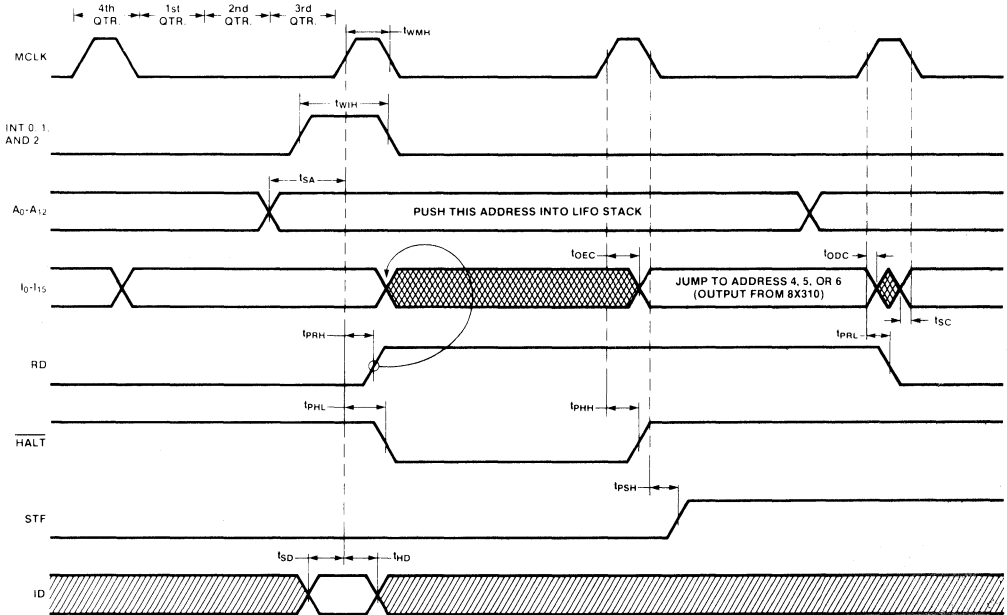 4th QTR.
1st QTR.
2nd QTR.
3rd QTR.
tWMH
MCLK
tWIH
INT 0, 1,
AND 2
tSA
A0-A12
PUSH THIS ADDRESS INTO LIFO STACK
tOEC
tODC
I0-I15
JUMP TO ADDRESS 4, 5, OR 6
(OUTPUT FROM 8X310)
tSC
tPRH
tPRL
RD
tPHL
tPHH
HALT
tPSH
STF
tSD
tHD
ID